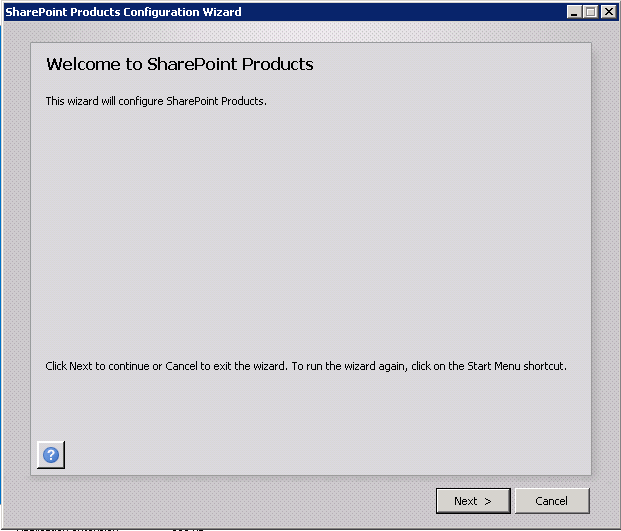 SharePoint Products Configuration Wizard
Welcome to SharePoint Products
This wizard will configure SharePoint Products.
Click Next to continue or Cancel to exit the wizard. To run the wizard again, click on the Start Menu shortcut.
?
Next >
Cancel